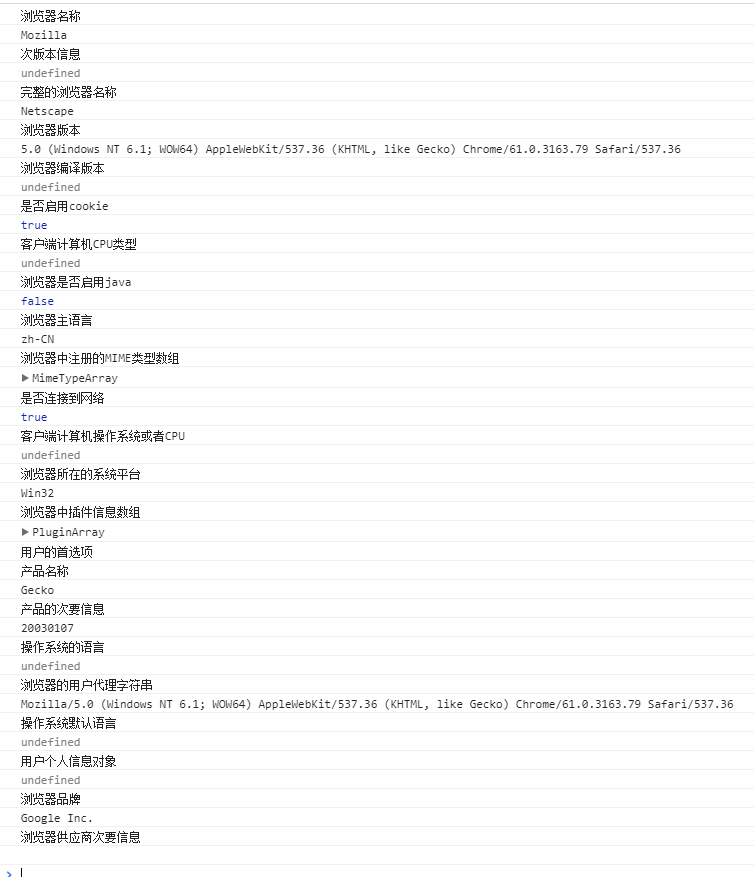 浏览器名称
Mozilla
次版本信息
undefined
完整的浏览器名称
Netscape
浏览器版本
5.0 (Windows NT 6.1; WOW64) AppleWebKit/537.36 (KHTML, like Gecko) Chrome/61.0.3163.79 Safari/537.36
浏览器编译版本
undefined
是否启用cookie
true
客户端计算机CPU类型
undefined
浏览器是否启用java
false
浏览器主语言
zh-CN
浏览器中注册的MIME类型数组
▶ MimeTypeArray
是否连接到网络
true
客户端计算机操作系统或者CPU
undefined
浏览器所在的系统平台
Win32
浏览器中插件信息数组
▶ PluginArray
用户的首选项
产品名称
Gecko
产品的次要信息
20030107
操作系统的语言
undefined
浏览器的用户代理字符串
Mozilla/5.0 (Windows NT 6.1; WOW64) AppleWebKit/537.36 (KHTML, like Gecko) Chrome/61.0.3163.79 Safari/537.36
操作系统默认语言
undefined
用户个人信息对象
undefined
浏览器品牌
Google Inc.
浏览器供应商次要信息